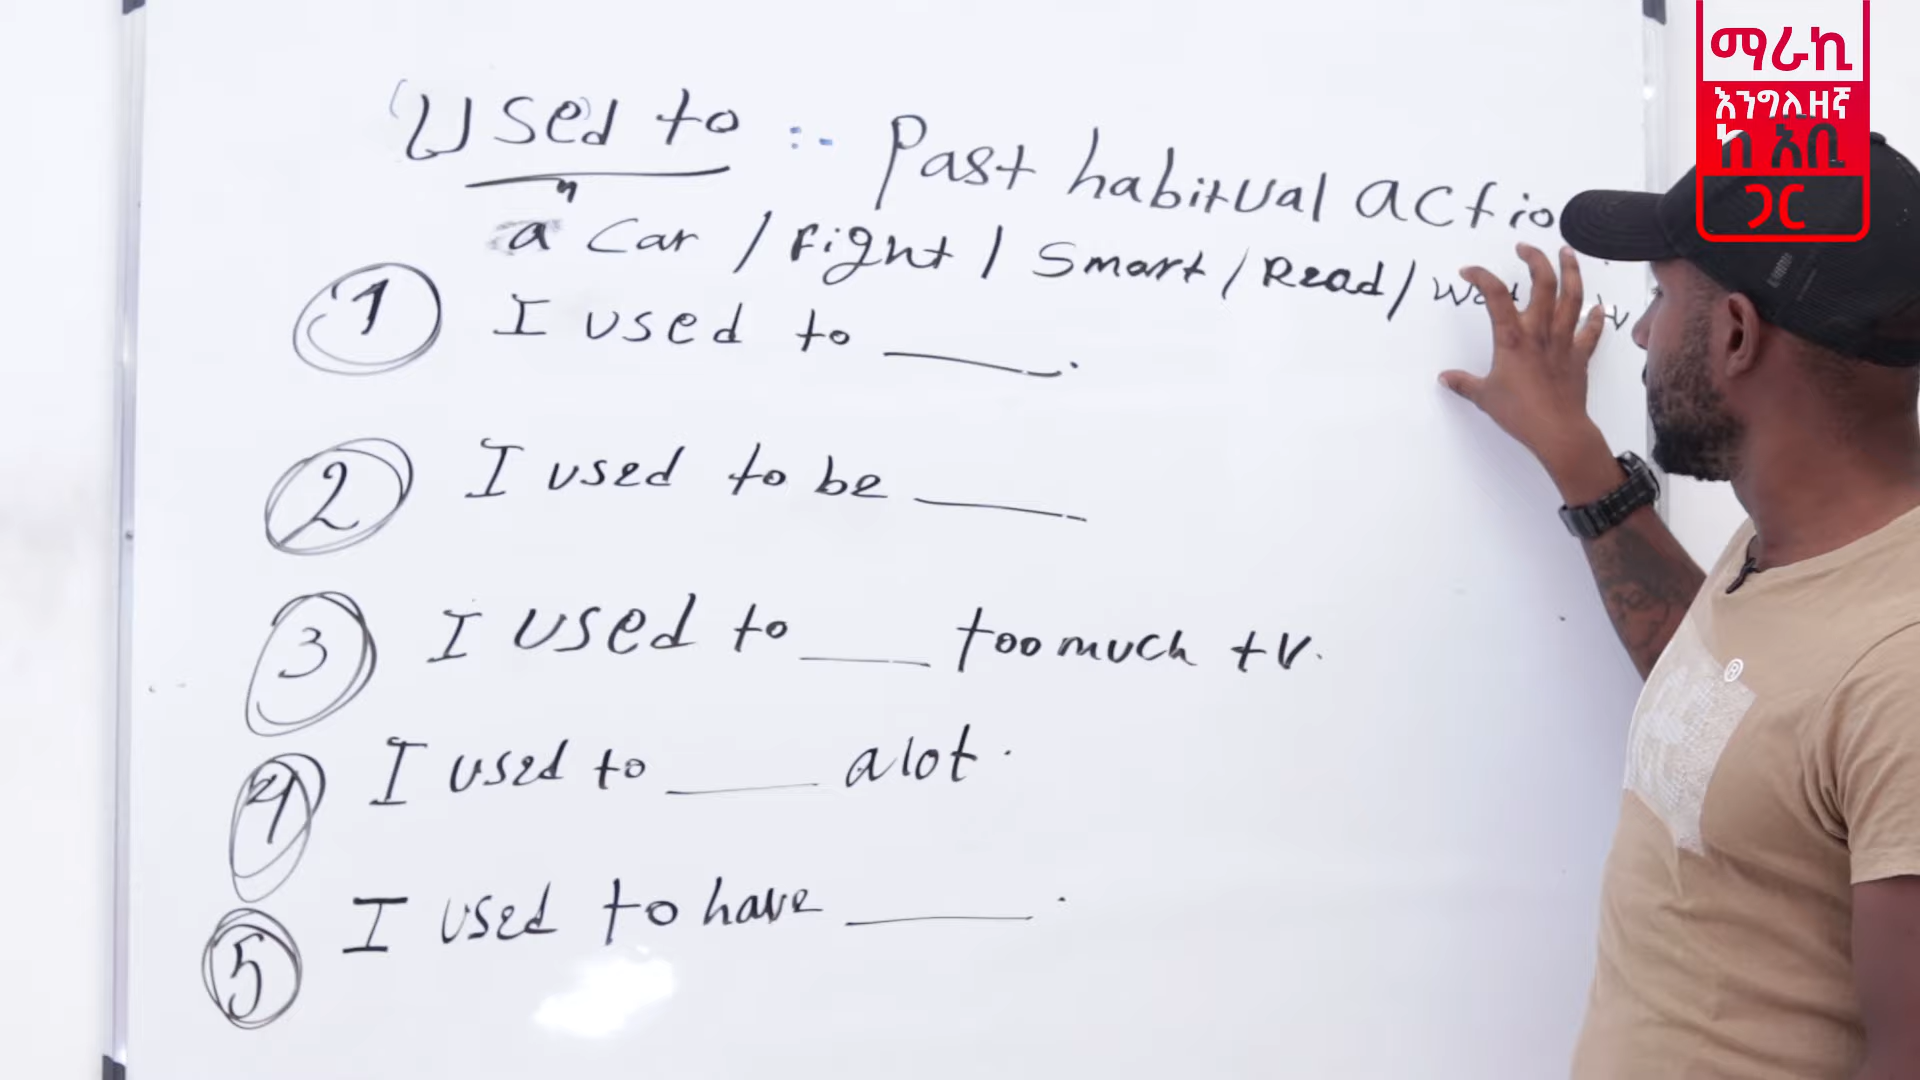 Used to :- Past habitual actio
a car / Fight / Smart / Read /
1 I used to ____.
2 I used to be ____
3 I used to ____ too much tv.
4 I used to ____ alot.
5 I used to have ____.
ማራኪ
እንግሊዘኛ
ከ አቢ
ጋር
®